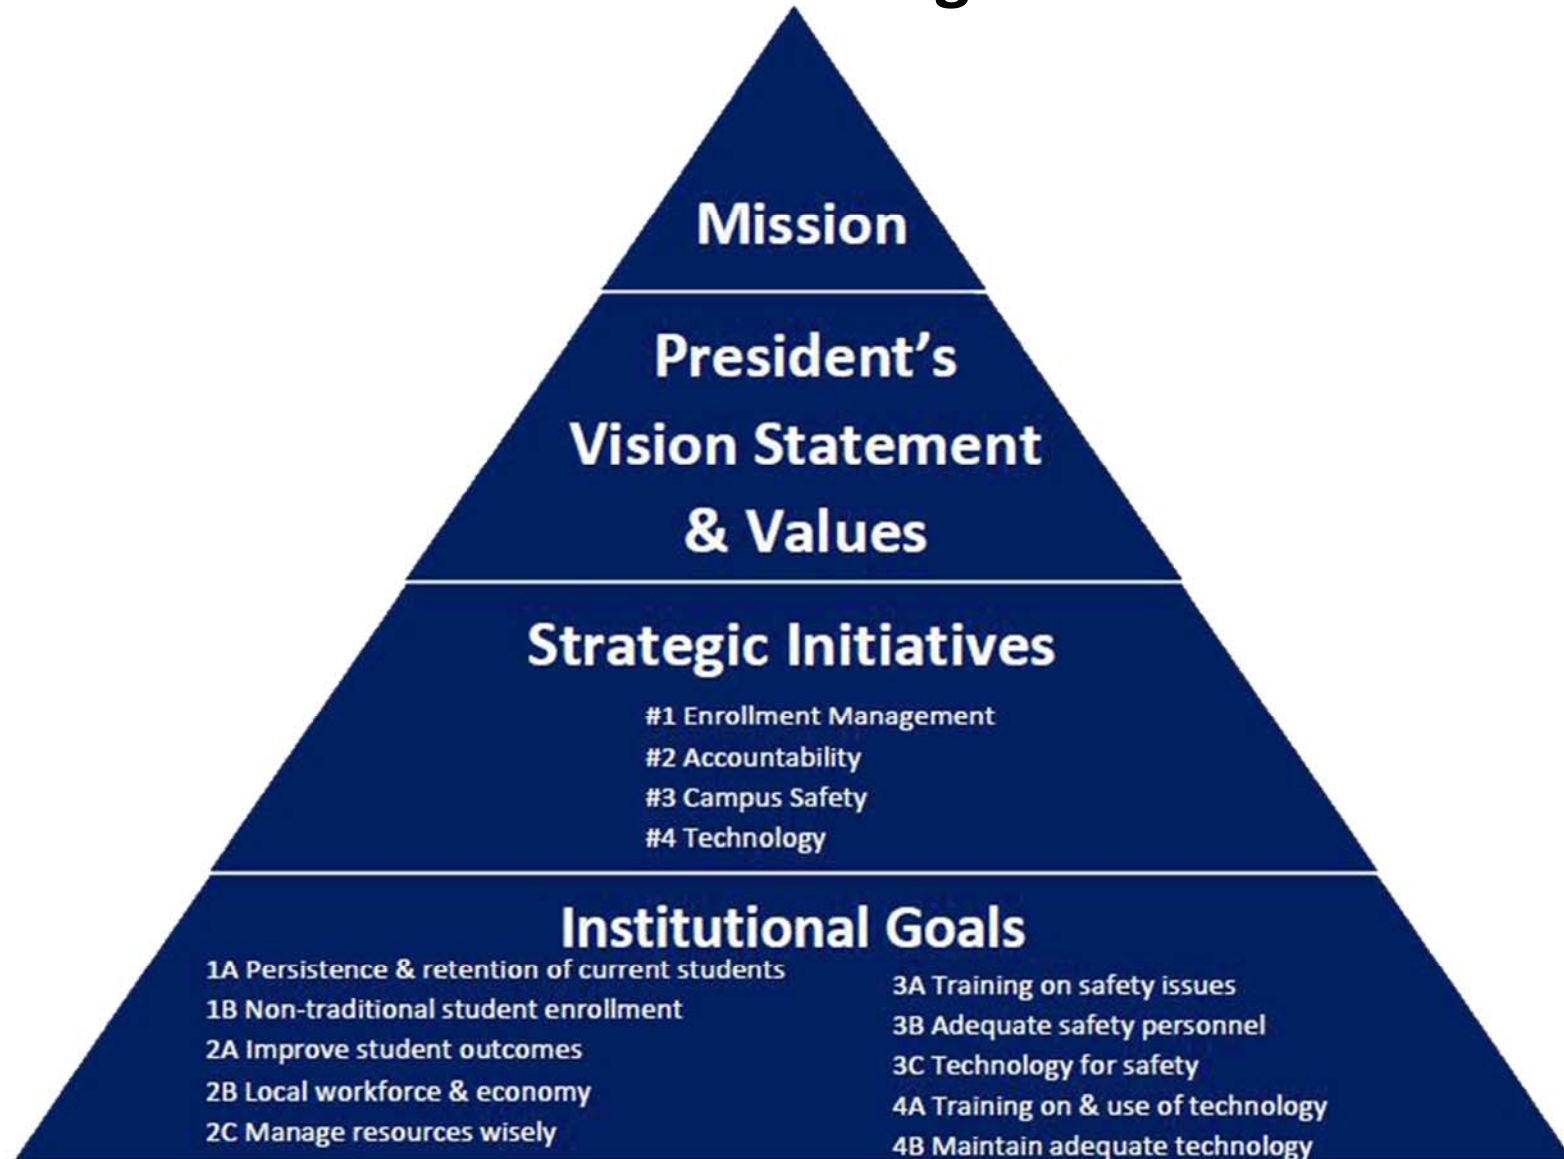 Mission
President’s
Vision Statement
& Values
Strategic Initiatives
#1 Enrollment Management
#2 Accountability
#3 Campus Safety
#4 Technology
Institutional Goals
1A Persistence & retention of current students
1B Non-traditional student enrollment
2A Improve student outcomes
2B Local workforce & economy
2C Manage resources wisely
3A Training on safety issues
3B Adequate safety personnel
3C Technology for safety
4A Training on & use of technology
4B Maintain adequate technology